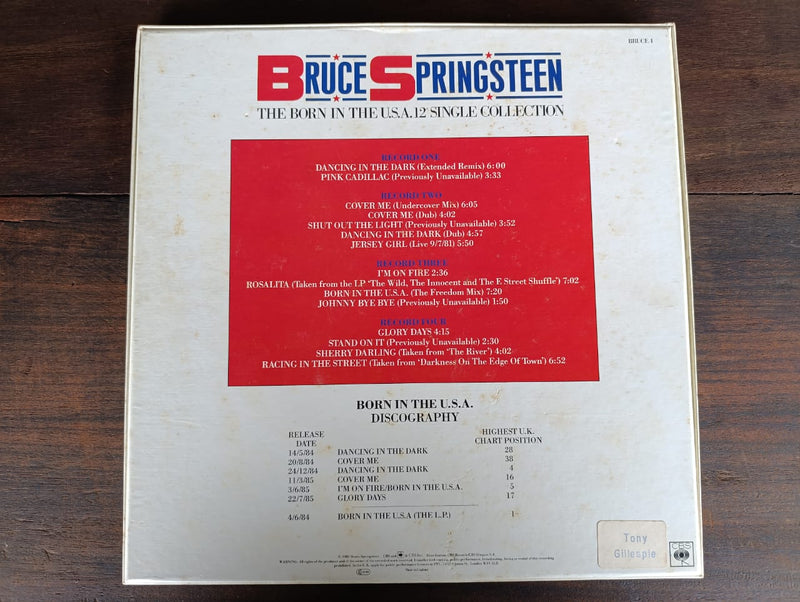 BRUCE 1
BRUCE SPRINGSTEEN
THE BORN IN THE U.S.A. 12" SINGLE COLLECTION
RECORD ONE
DANCING IN THE DARK (Extended Remix) 6:00
PINK CADILLAC (Previously Unavailable) 3:33
RECORD TWO
COVER ME (Undercover Mix) 6:05
COVER ME (Dub) 4:02
SHUT OUT THE LIGHT (Previously Unavailable) 3:52
DANCING IN THE DARK (Dub) 4:57
JERSEY GIRL (Live 9/7/81) 5:50
RECORD THREE
I'M ON FIRE 2:36
ROSALITA (Taken from the LP 'The Wild, The Innocent and The E Street Shuffle') 7:02
BORN IN THE U.S.A. (The Freedom Mix) 7:20
JOHNNY BYE BYE (Previously Unavailable) 1:50
RECORD FOUR
GLORY DAYS 4:15
STAND ON IT (Previously Unavailable) 2:30
SHERRY DARLING (Taken from 'The River') 4:02
RACING IN THE STREET (Taken from 'Darkness On The Edge Of Town') 6:52
BORN IN THE U.S.A.
DISCOGRAPHY
RELEASE DATE HIGHEST U.K. CHART POSITION
14/5/84 DANCING IN THE DARK 28
20/8/84 COVER ME 38
24/12/84 DANCING IN THE DARK 4
11/3/85 COVER ME 16
3/6/85 I'M ON FIRE/BORN IN THE U.S.A. 5
22/7/85 GLORY DAYS 17
4/6/84 BORN IN THE U.S.A (THE L.P.) 1
Tony
Gillespie
CBS